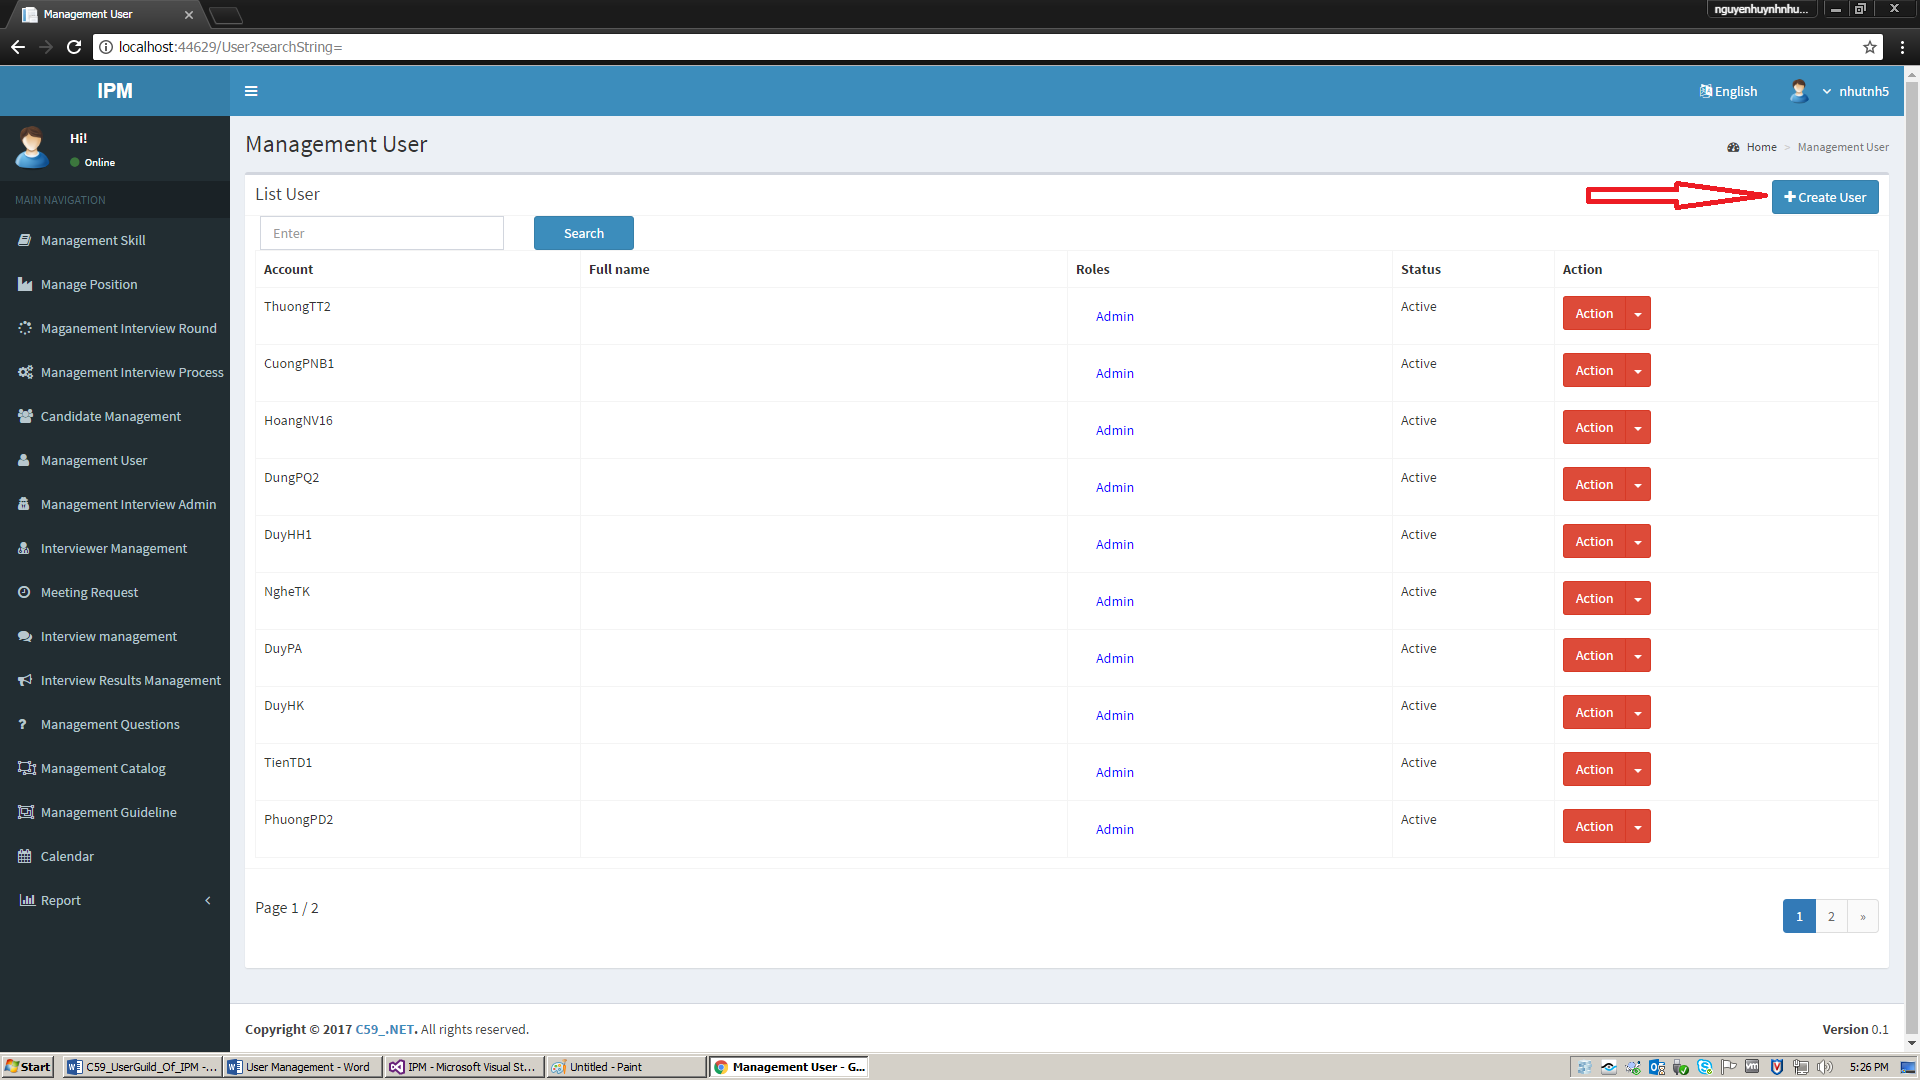 Management User
nguyenhuynhnhu...
localhost:44629/User?searchString=
IPM
English
nhutnh5
Hi!
Online
MAIN NAVIGATION
Management Skill
Manage Position
Maganement Interview Round
Management Interview Process
Candidate Management
Management User
Management Interview Admin
Interviewer Management
Meeting Request
Interview management
Interview Results Management
Management Questions
Management Catalog
Management Guideline
Calendar
Report
Management User
Home > Management User
List User
Create User
Enter
Search
Account Full name Roles Status Action
ThuongTT2 Admin Active Action
CuongPNB1 Admin Active Action
HoangNV16 Admin Active Action
DungPQ2 Admin Active Action
DuyHH1 Admin Active Action
NgheTK Admin Active Action
DuyPA Admin Active Action
DuyHK Admin Active Action
TienTD1 Admin Active Action
PhuongPD2 Admin Active Action
Page 1 / 2
1 2 »
Copyright © 2017 C59_.NET. All rights reserved.
Version 0.1
Start
C59_UserGuild_Of_IPM -...
User Management - Word
IPM - Microsoft Visual St...
Untitled - Paint
Management User - G...
5:26 PM